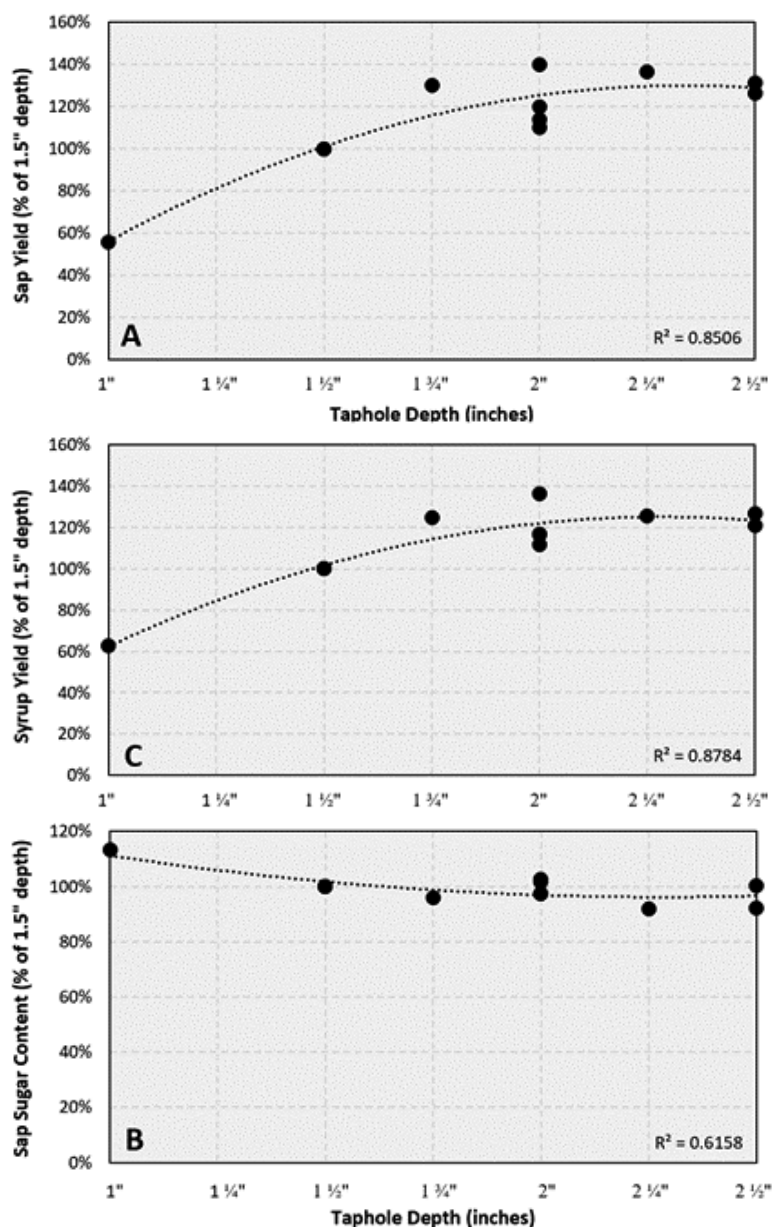 160%
140%
120%
100%
80%
60%
40%
20%
0%
Sap Yield (% of 1.5" depth)
A
R² = 0.8506
1" 1 ¼" 1 ½" 1 ¾" 2" 2 ¼" 2 ½"
Taphole Depth (inches)
160%
140%
120%
100%
80%
60%
40%
20%
0%
Syrup Yield (% of 1.5" depth)
C
R² = 0.8784
1" 1 ¼" 1 ½" 1 ¾" 2" 2 ¼" 2 ½"
120%
100%
80%
60%
40%
20%
0%
Sap Sugar Content (% of 1.5" depth)
B
R² = 0.6158
1" 1 ¼" 1 ½" 1 ¾" 2" 2 ¼" 2 ½"
Taphole Depth (inches)